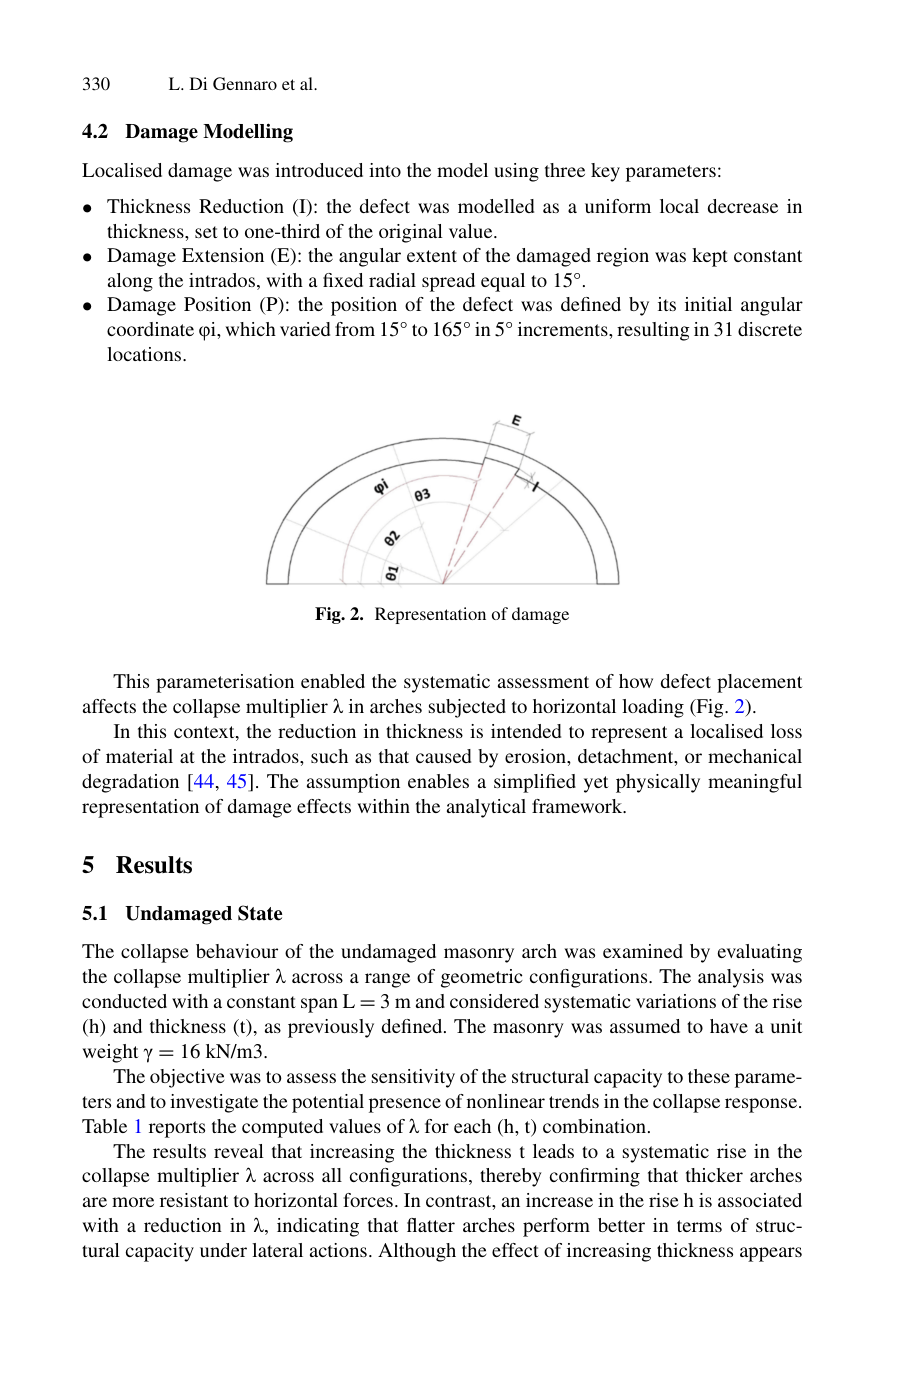 330 L. Di Gennaro et al.
4.2 Damage Modelling
Localised damage was introduced into the model using three key parameters:
• Thickness Reduction (I): the defect was modelled as a uniform local decrease in
thickness, set to one-third of the original value.
• Damage Extension (E): the angular extent of the damaged region was kept constant
along the intrados, with a fixed radial spread equal to 15°.
• Damage Position (P): the position of the defect was defined by its initial angular
coordinate φi, which varied from 15° to 165° in 5° increments, resulting in 31 discrete
locations.
E
I
φi
θ3
θ2
θ1
Fig. 2. Representation of damage
This parameterisation enabled the systematic assessment of how defect placement
affects the collapse multiplier λ in arches subjected to horizontal loading (Fig. 2).
In this context, the reduction in thickness is intended to represent a localised loss
of material at the intrados, such as that caused by erosion, detachment, or mechanical
degradation [44, 45]. The assumption enables a simplified yet physically meaningful
representation of damage effects within the analytical framework.
5 Results
5.1 Undamaged State
The collapse behaviour of the undamaged masonry arch was examined by evaluating
the collapse multiplier λ across a range of geometric configurations. The analysis was
conducted with a constant span L = 3 m and considered systematic variations of the rise
(h) and thickness (t), as previously defined. The masonry was assumed to have a unit
weight γ = 16 kN/m3.
The objective was to assess the sensitivity of the structural capacity to these parame-
ters and to investigate the potential presence of nonlinear trends in the collapse response.
Table 1 reports the computed values of λ for each (h, t) combination.
The results reveal that increasing the thickness t leads to a systematic rise in the
collapse multiplier λ across all configurations, thereby confirming that thicker arches
are more resistant to horizontal forces. In contrast, an increase in the rise h is associated
with a reduction in λ, indicating that flatter arches perform better in terms of struc-
tural capacity under lateral actions. Although the effect of increasing thickness appears